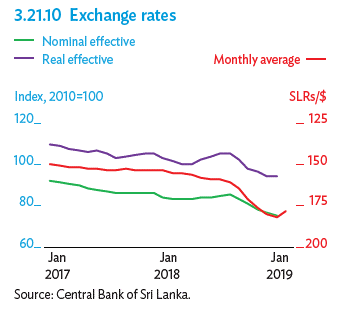 3.21.10 Exchange rates
Nominal effective
Real effective
Monthly average
Index, 2010=100
SLRs/$
120
125
100
150
80
175
60
200
Jan
2017
Jan
2018
Jan
2019
Source: Central Bank of Sri Lanka.